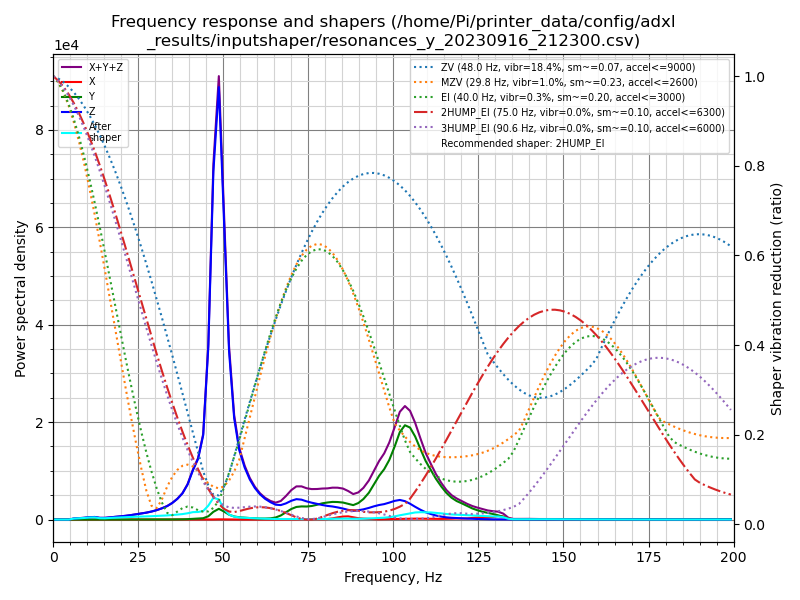 Frequency response and shapers (/home/Pi/printer_data/config/adxl
_results/inputshaper/resonances_y_20230916_212300.csv)
1e4
X+Y+Z
X
Y
Z
After
shaper
ZV (48.0 Hz, vibr=18.4%, sm~=0.07, accel<=9000)
MZV (29.8 Hz, vibr=1.0%, sm~=0.23, accel<=2600)
EI (40.0 Hz, vibr=0.3%, sm~=0.20, accel<=3000)
2HUMP_EI (75.0 Hz, vibr=0.0%, sm~=0.10, accel<=6300)
3HUMP_EI (90.6 Hz, vibr=0.0%, sm~=0.10, accel<=6000)
Recommended shaper: 2HUMP_EI
Power spectral density
8
6
4
2
0
1.0
0.8
0.6
0.4
0.2
0.0
Shaper vibration reduction (ratio)
0 25 50 75 100 125 150 175 200
Frequency, Hz